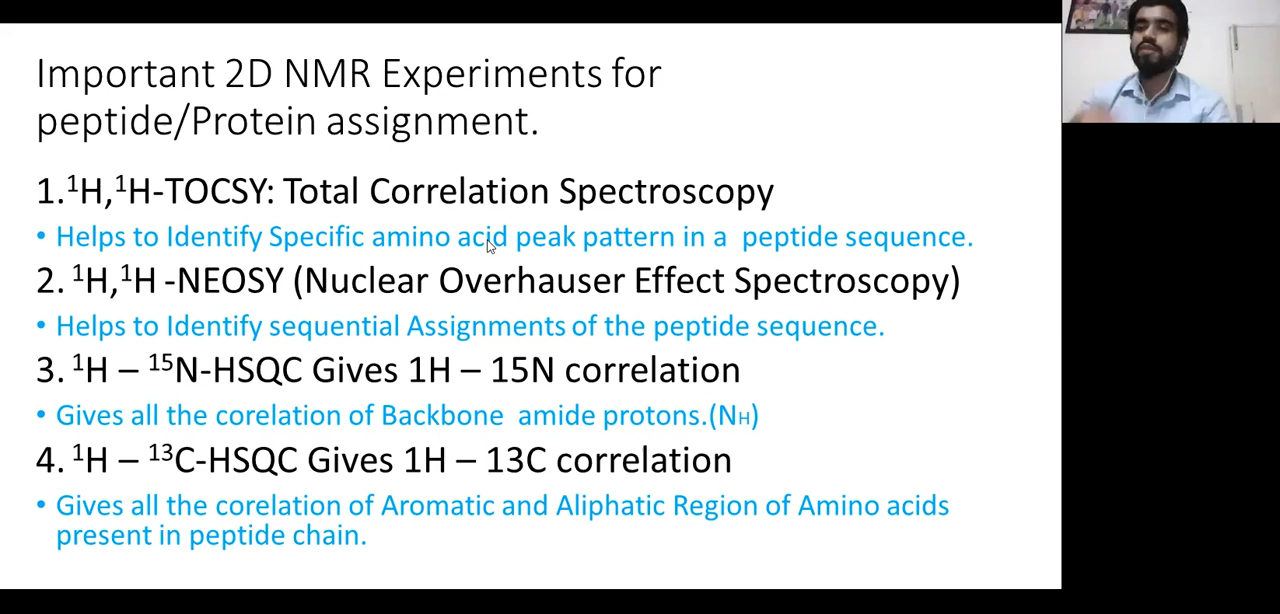 Important 2D NMR Experiments for
peptide/Protein assignment.
1.¹H,¹H-TOCSY: Total Correlation Spectroscopy
• Helps to Identify Specific amino acid peak pattern in a peptide sequence.
2. ¹H,¹H -NEOSY (Nuclear Overhauser Effect Spectroscopy)
• Helps to Identify sequential Assignments of the peptide sequence.
3. ¹H – ¹⁵N-HSQC Gives 1H – 15N correlation
• Gives all the corelation of Backbone amide protons.(NH)
4. ¹H – ¹³C-HSQC Gives 1H – 13C correlation
• Gives all the corelation of Aromatic and Aliphatic Region of Amino acids
present in peptide chain.